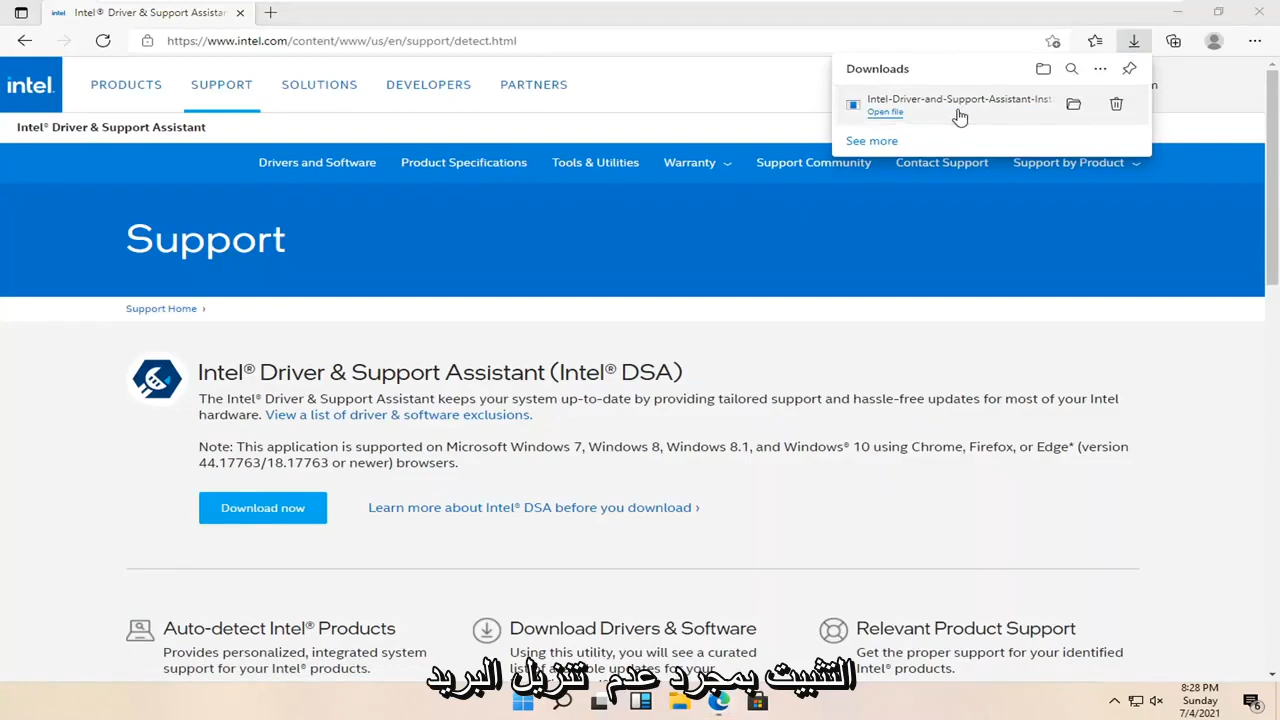 Intel® Driver & Support Assistan
https://www.intel.com/content/www/us/en/support/detect.html
intel.
PRODUCTS SUPPORT SOLUTIONS DEVELOPERS PARTNERS
Downloads
Intel-Driver-and-Support-Assistant-Inst
Open file
See more
Intel® Driver & Support Assistant
Drivers and Software Product Specifications Tools & Utilities Warranty Support Community Contact Support Support by Product
Support
Support Home ›
Intel® Driver & Support Assistant (Intel® DSA)
The Intel® Driver & Support Assistant keeps your system up-to-date by providing tailored support and hassle-free updates for most of your Intel
hardware. View a list of driver & software exclusions.
Note: This application is supported on Microsoft Windows 7, Windows 8, Windows 8.1, and Windows® 10 using Chrome, Firefox, or Edge* (version
44.17763/18.17763 or newer) browsers.
Download now
Learn more about Intel® DSA before you download ›
Auto-detect Intel® Products
Provides personalized, integrated system
support for your Intel® products.
Download Drivers & Software
Using this utility, you will see a curated
list of available updates for your
Relevant Product Support
Get the proper support for your identified
Intel® products.
التثبيت بمجرد عدم تنزيل البريد
8:28 PM
Sunday
7/4/2021
6